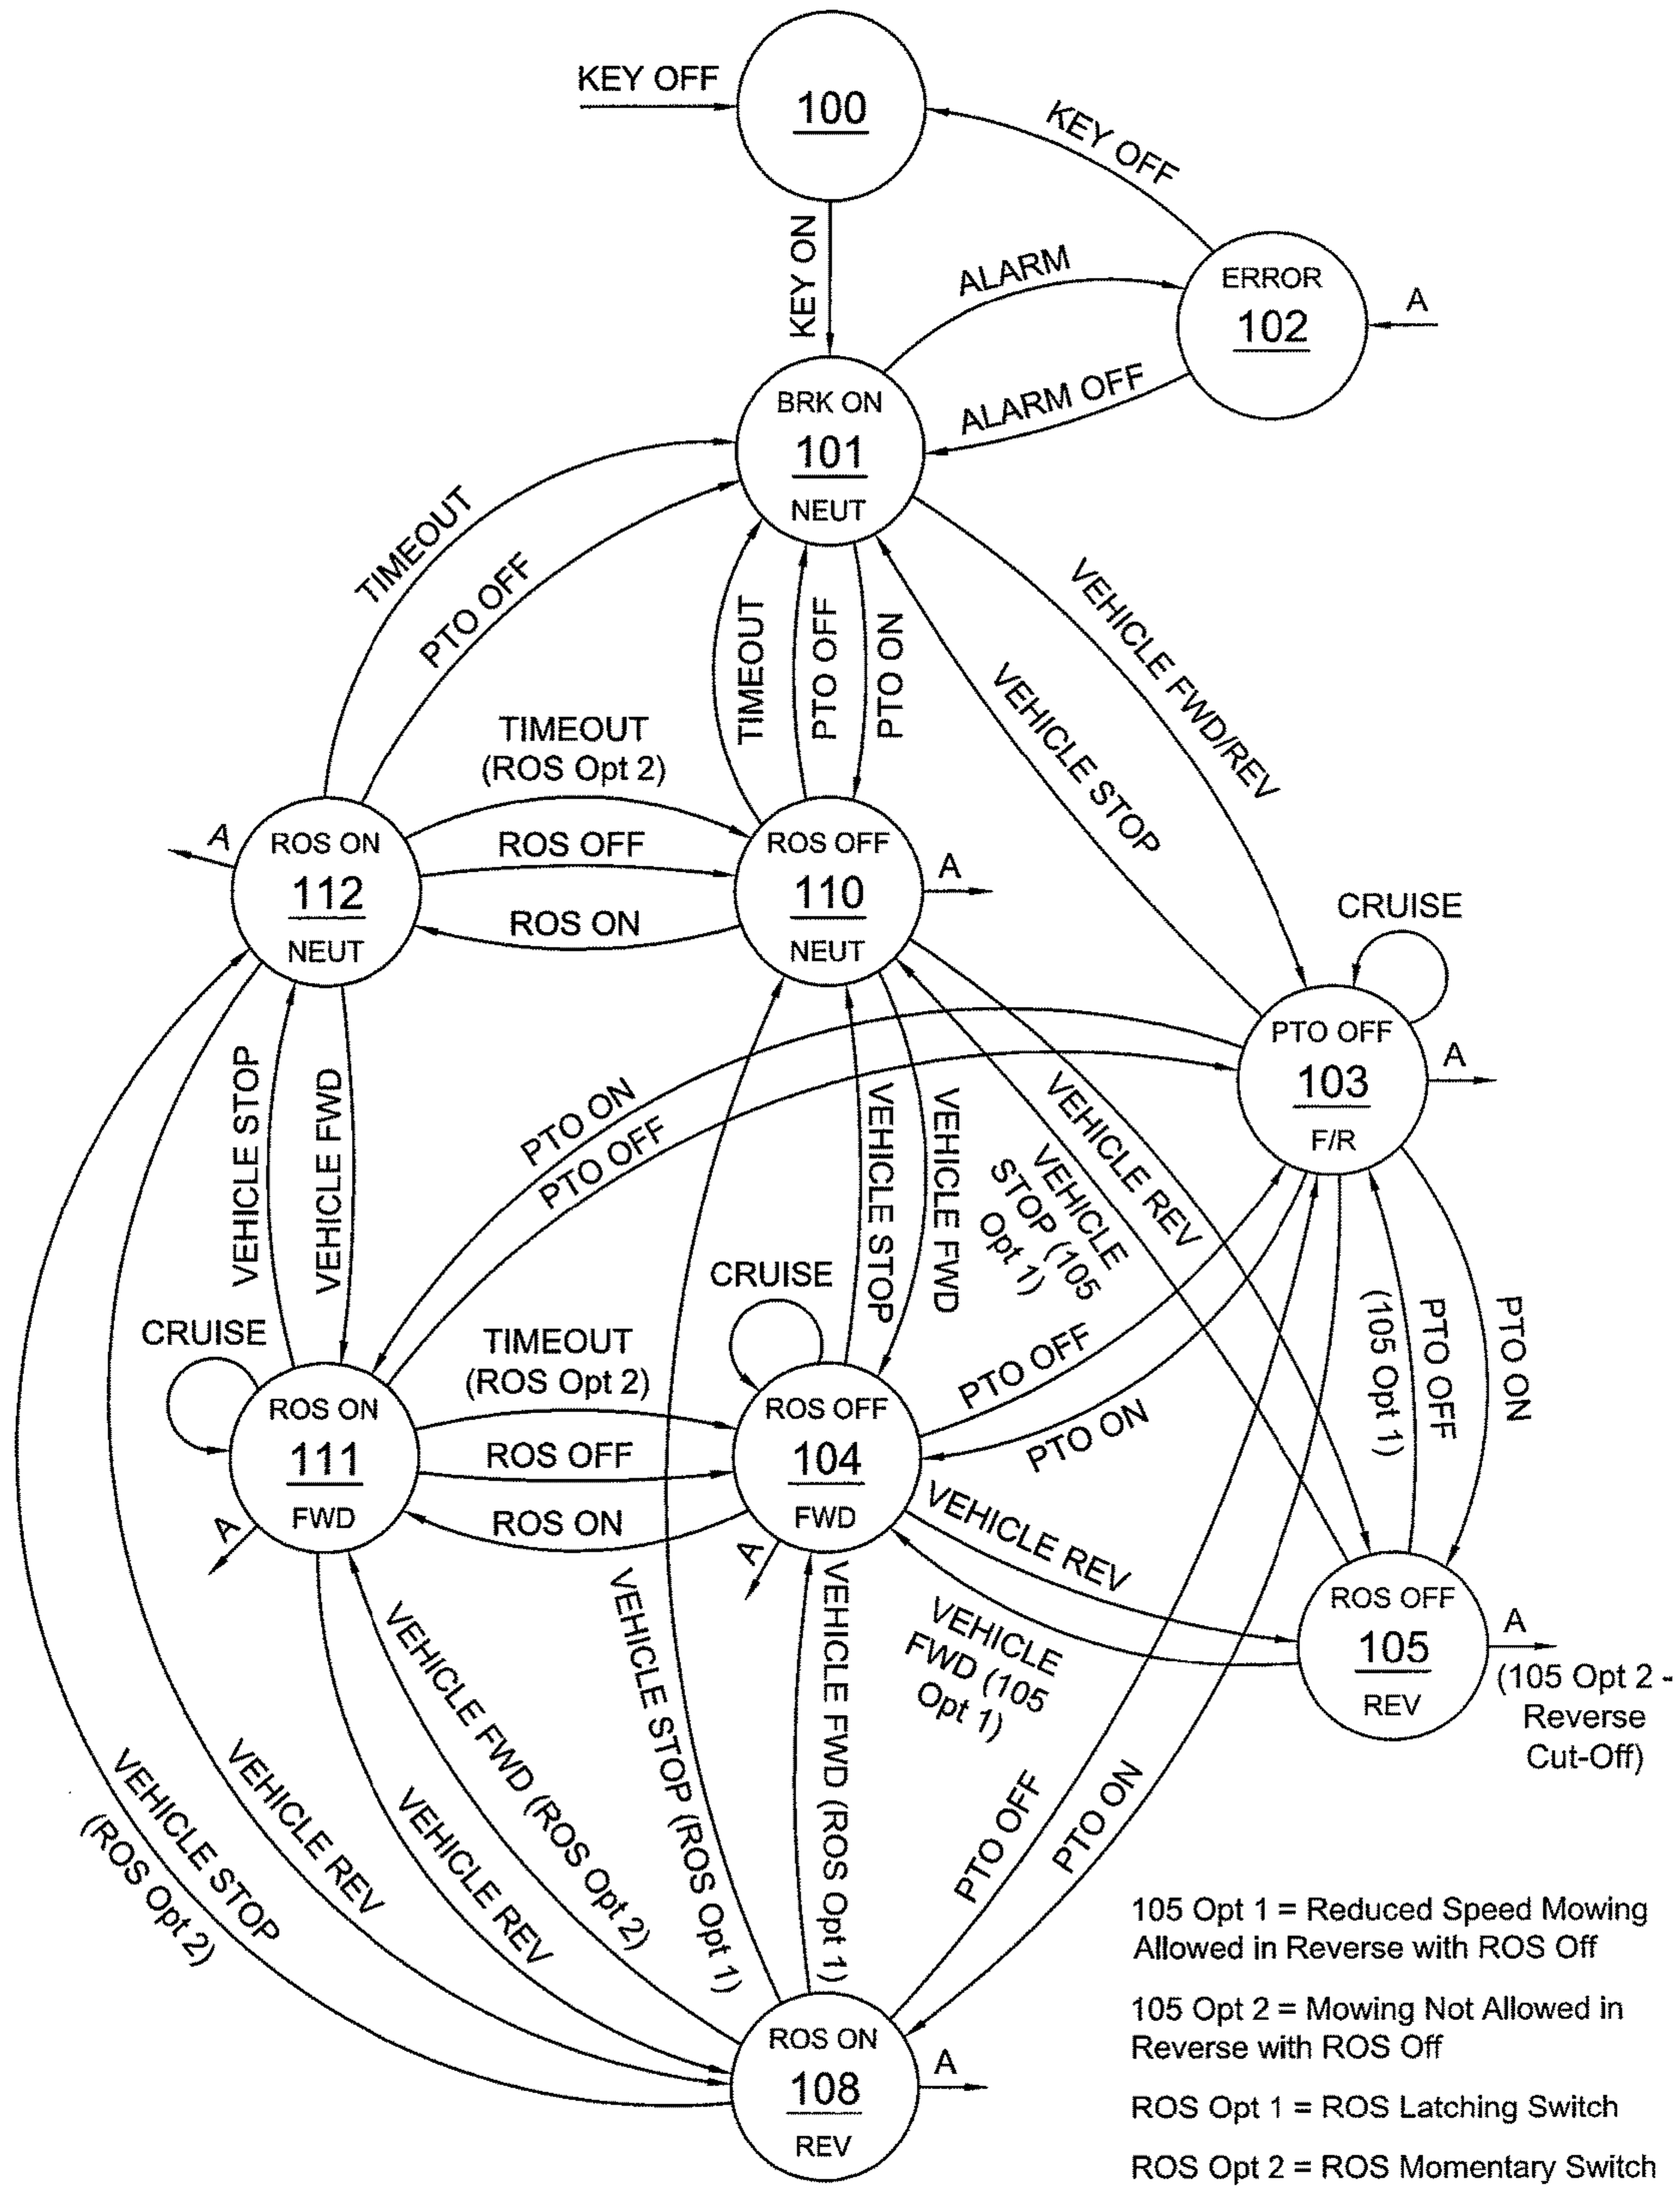 KEY OFF
100
KEY OFF
KEY ON
ALARM
ERROR
102
A
ALARM OFF
BRK ON
101
NEUT
TIMEOUT
PTO OFF
TIMEOUT
PTO OFF
PTO ON
VEHICLE FWD/REV
VEHICLE STOP
TIMEOUT
(ROS Opt 2)
ROS OFF
ROS ON
A
ROS ON
112
NEUT
ROS OFF
110
NEUT
A
CRUISE
PTO OFF
103
F/R
A
VEHICLE STOP
VEHICLE FWD
PTO ON
PTO OFF
VEHICLE STOP
VEHICLE FWD
VEHICLE
STOP (105
Opt 1)
VEHICLE REV
CRUISE
CRUISE
TIMEOUT
(ROS Opt 2)
ROS OFF
ROS ON
PTO OFF
PTO ON
(105 Opt 1)
PTO OFF
PTO ON
ROS ON
111
FWD
A
ROS OFF
104
FWD
A
VEHICLE REV
VEHICLE
FWD (105
Opt 1)
ROS OFF
105
REV
A
(105 Opt 2 -
Reverse
Cut-Off)
VEHICLE STOP
(ROS Opt 2)
VEHICLE REV
VEHICLE REV
VEHICLE FWD (ROS Opt 2)
VEHICLE STOP (ROS Opt 1)
VEHICLE FWD (ROS Opt 1)
PTO OFF
PTO ON
ROS ON
108
REV
A
105 Opt 1 = Reduced Speed Mowing
Allowed in Reverse with ROS Off
105 Opt 2 = Mowing Not Allowed in
Reverse with ROS Off
ROS Opt 1 = ROS Latching Switch
ROS Opt 2 = ROS Momentary Switch